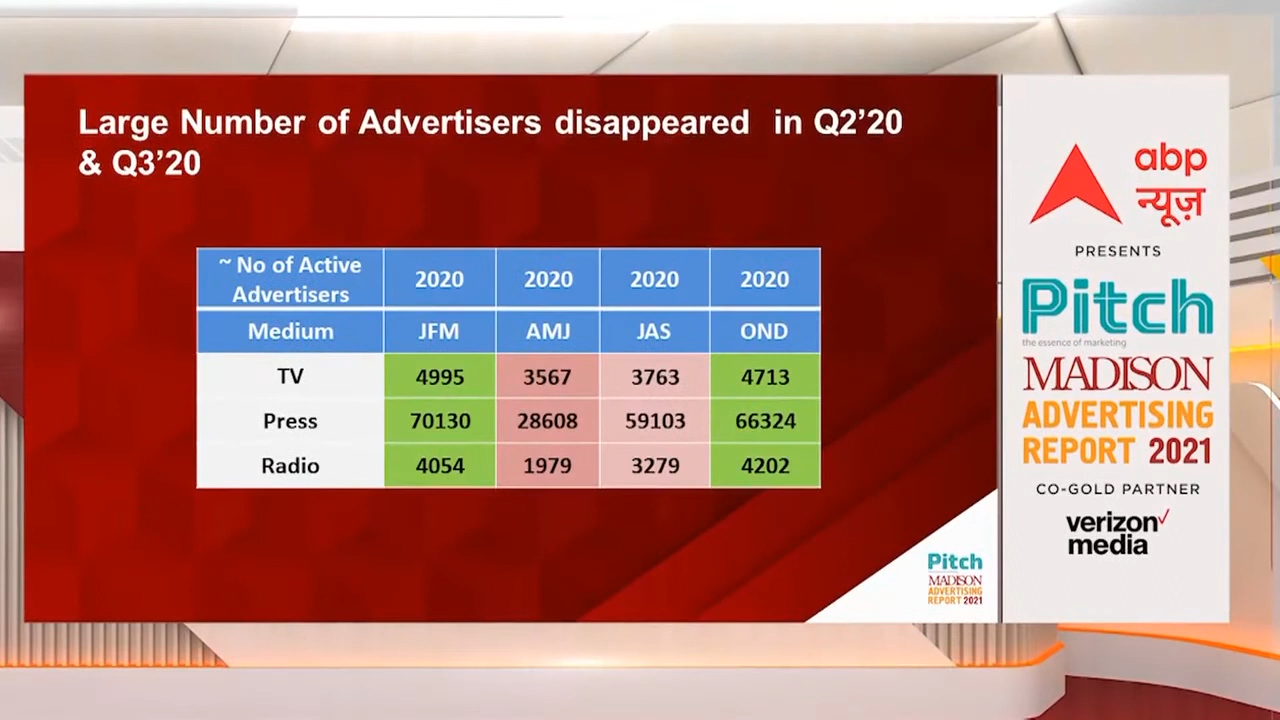 Large Number of Advertisers disappeared in Q2'20
& Q3'20
~ No of Active
Advertisers
2020
2020
2020
2020
Medium
JFM
AMJ
JAS
OND
TV
4995
3567
3763
4713
Press
70130
28608
59103
66324
Radio
4054
1979
3279
4202
Pitch
MADISON
ADVERTISING
REPORT 2021
abp
न्यूज़
PRESENTS
Pitch
the essence of marketing
MADISON
ADVERTISING
REPORT 2021
CO-GOLD PARTNER
verizon
media